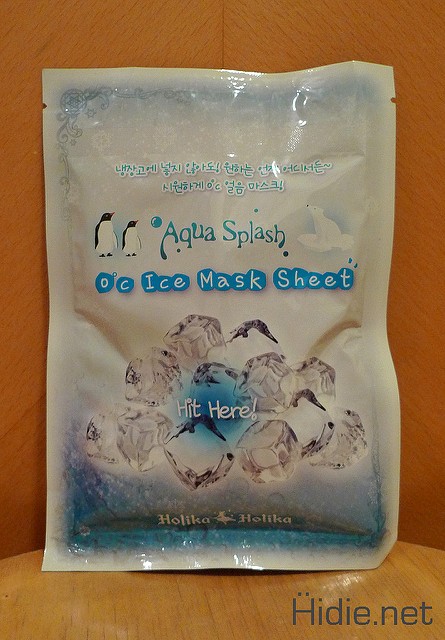 냉장고에 넣지 않아도! 원하는 언제 어디서든~
시원하게 0℃ 얼음 마스크!
Aqua Splash
0℃ Ice Mask Sheet
Hit Here!
Holika Holika
Hidie.net